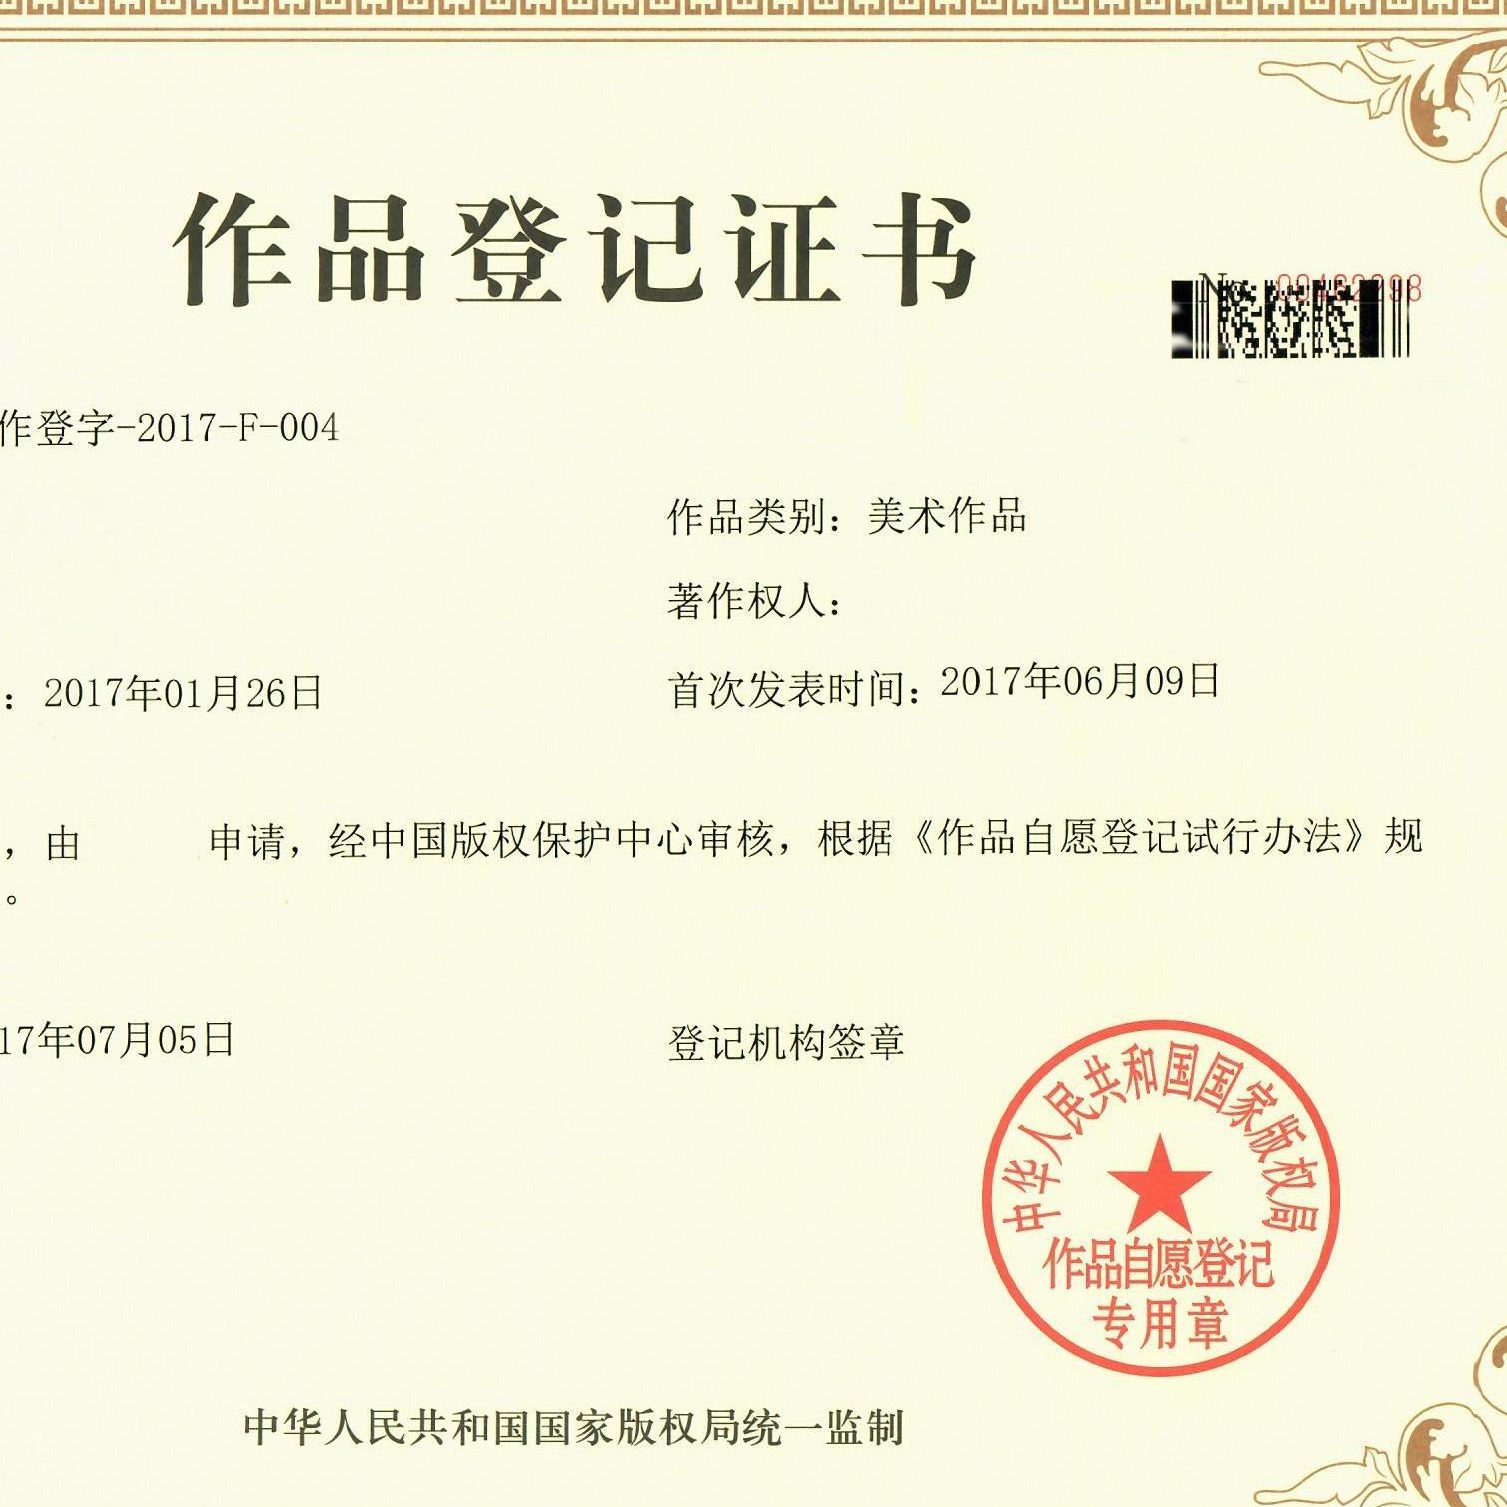 作品登记证书
No. 00482298
作登字-2017-F-004
作品类别：美术作品
著作权人：
：2017年01月26日
首次发表时间：2017年06月09日
，由 申请，经中国版权保护中心审核，根据《作品自愿登记试行办法》规
。
17年07月05日
登记机构签章
中华人民共和国国家版权局
作品自愿登记
专用章
中华人民共和国国家版权局统一监制